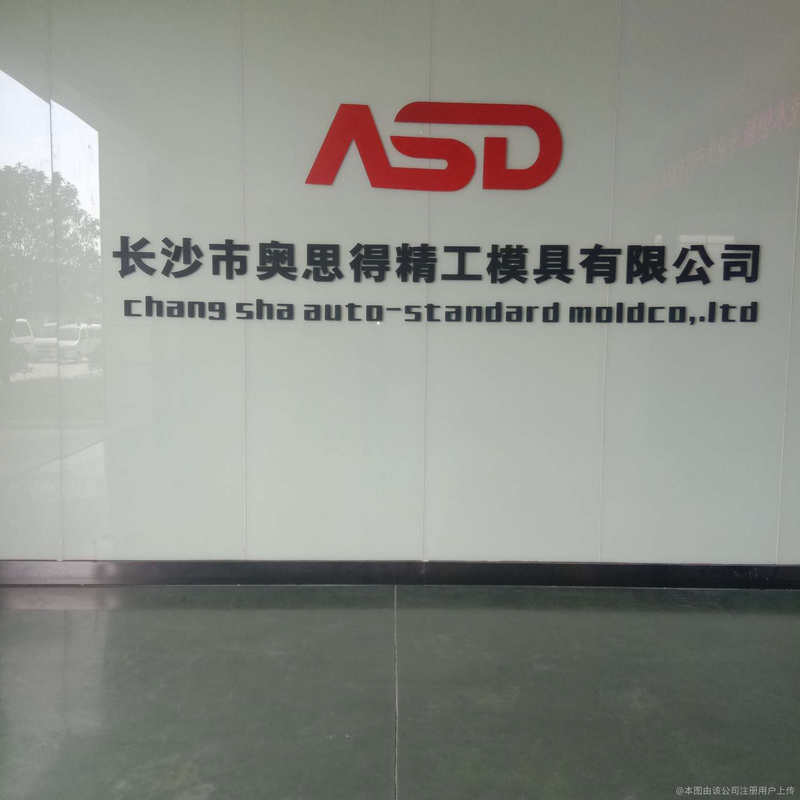 ASD
长沙市奥思得精工模具有限公司
chang sha auto-standard moldco,.ltd
@本图由该公司注册用户上传